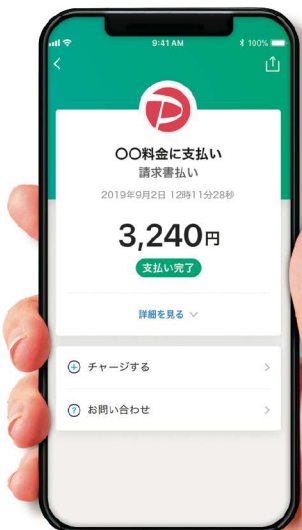 9:41 AM
100%
〇〇料金に支払い
請求書払い
2019年9月2日 12時11分28秒
3,240円
支払い完了
詳細を見る
チャージする
お問い合わせ